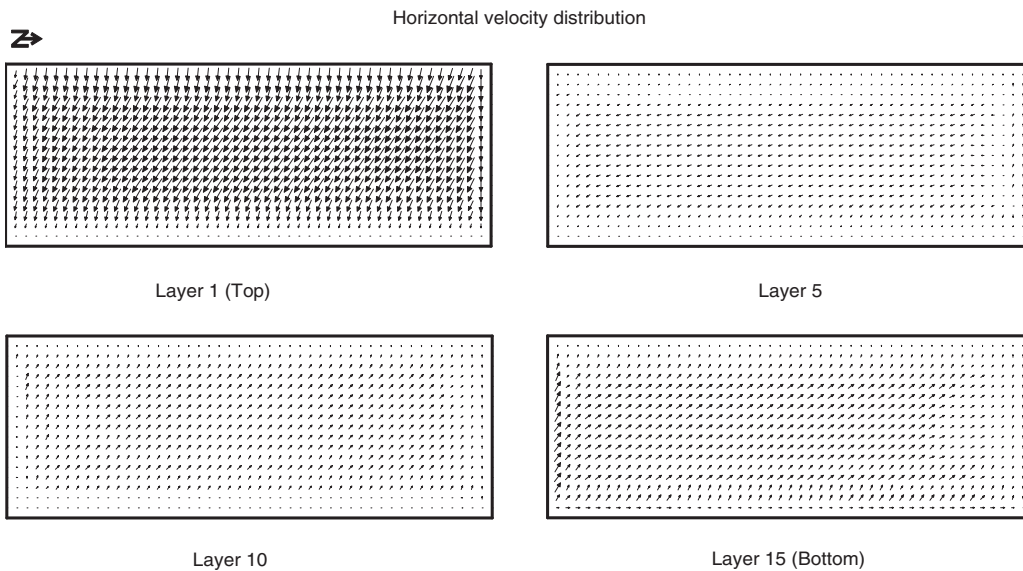 Horizontal velocity distribution
Z
Layer 1 (Top)
Layer 5
Layer 10
Layer 15 (Bottom)